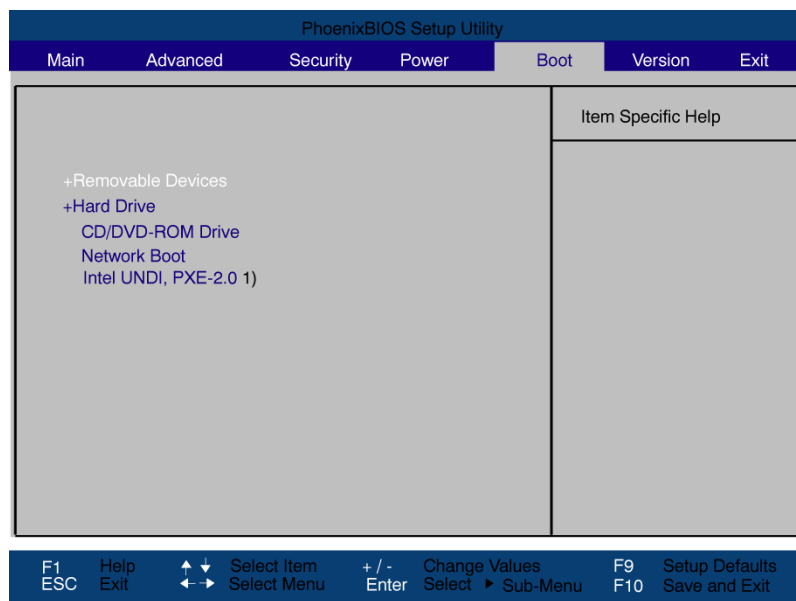 PhoenixBIOS Setup Utility
Main Advanced Security Power Boot Version Exit
Item Specific Help
+Removable Devices
+Hard Drive
CD/DVD-ROM Drive
Network Boot
Intel UNDI, PXE-2.0 1)
F1 Help Select Item + / - Change Values F9 Setup Defaults
ESC Exit Select Menu Enter Select Sub-Menu F10 Save and Exit